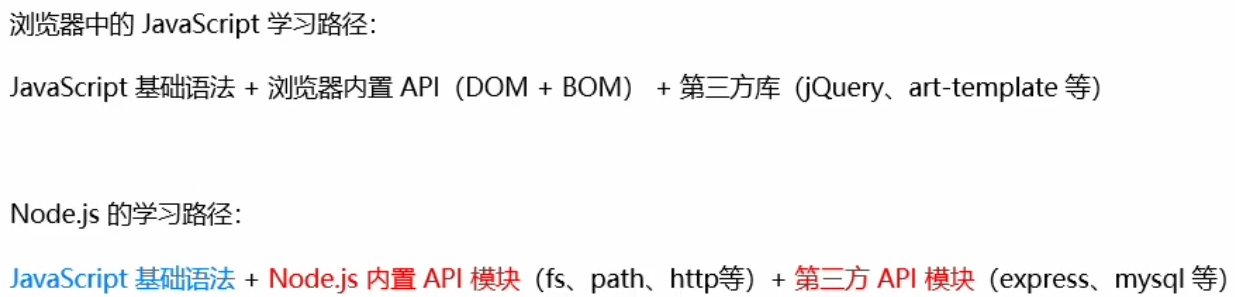 浏览器中的 JavaScript 学习路径：
JavaScript 基础语法 + 浏览器内置 API（DOM + BOM） + 第三方库（jQuery、art-template 等）
Node.js 的学习路径：
JavaScript 基础语法 + Node.js 内置 API 模块（fs、path、http等）+ 第三方 API 模块（express、mysql 等）